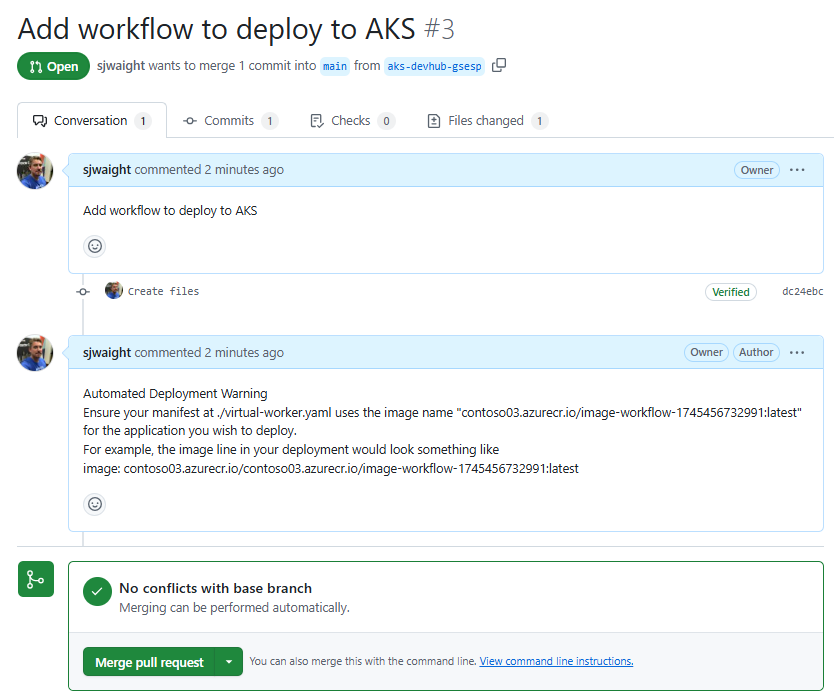 Add workflow to deploy to AKS #3
Open sjwaight wants to merge 1 commit into main from aks-devhub-gsesp
Conversation 1 Commits 1 Checks 0 Files changed 1
sjwaight commented 2 minutes ago Owner
Add workflow to deploy to AKS
Create files Verified dc24ebc
sjwaight commented 2 minutes ago Owner Author
Automated Deployment Warning
Ensure your manifest at ./virtual-worker.yaml uses the image name "contoso03.azurecr.io/image-workflow-1745456732991:latest"
for the application you wish to deploy.
For example, the image line in your deployment would look something like
image: contoso03.azurecr.io/contoso03.azurecr.io/image-workflow-1745456732991:latest
No conflicts with base branch
Merging can be performed automatically.
Merge pull request You can also merge this with the command line. View command line instructions.